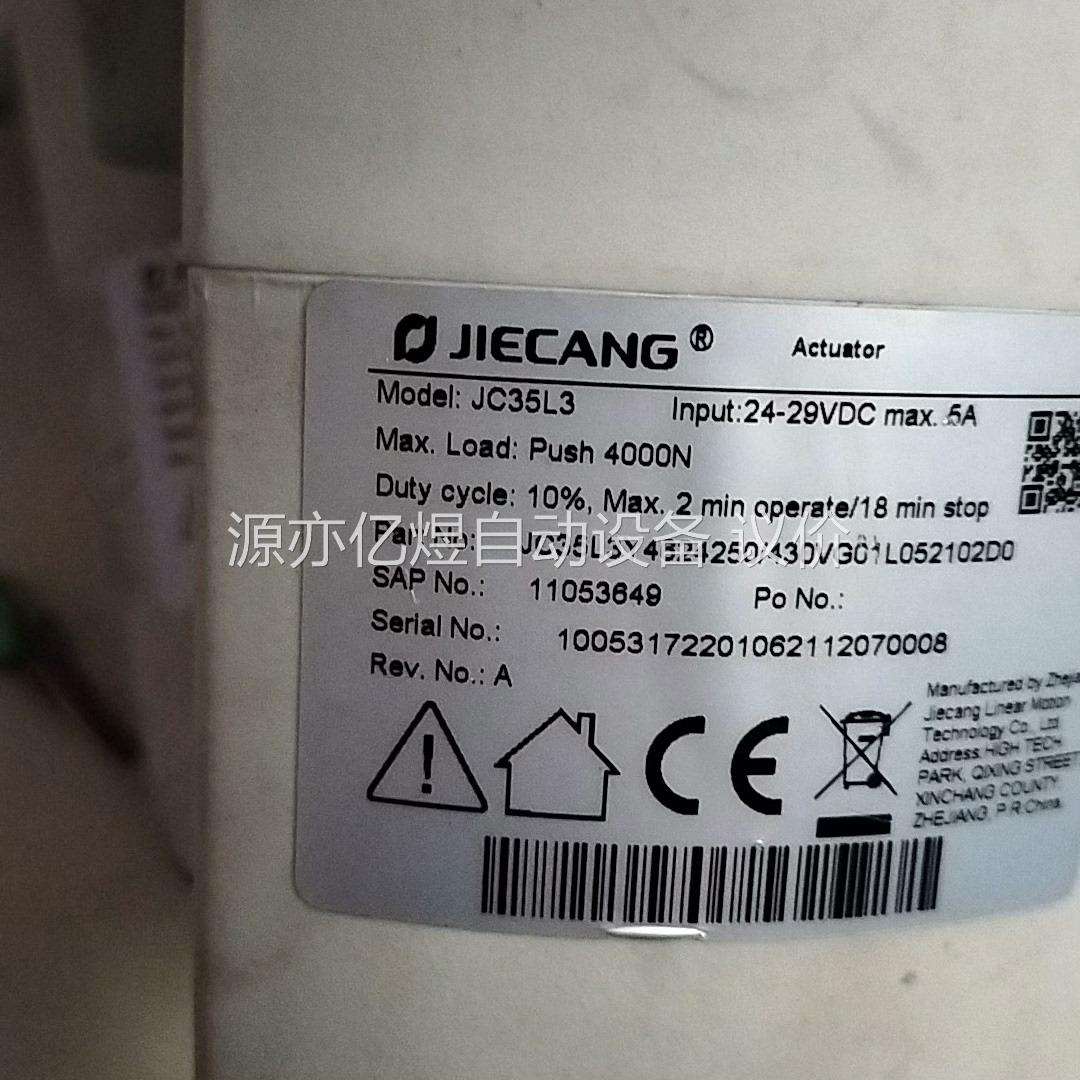 JIECANG® Actuator
Model: JC35L3 Input:24-29VDC max. 5A
Max. Load: Push 4000N
Duty cycle: 10%, Max. 2 min operate/18 min stop
源亦亿煜自动设备 议价
Part No.:
SAP No.: 11053649 Po No.:
Serial No.: 10053172201062112070008
Rev. No.: A
CE
Manufactured by
Jiecang Linear Motion
Technology Co., Ltd.
Address:HIGH TECH
PARK, QIXING STREET
XINCHANG COUNTY
ZHEJIANG, P.R.China.